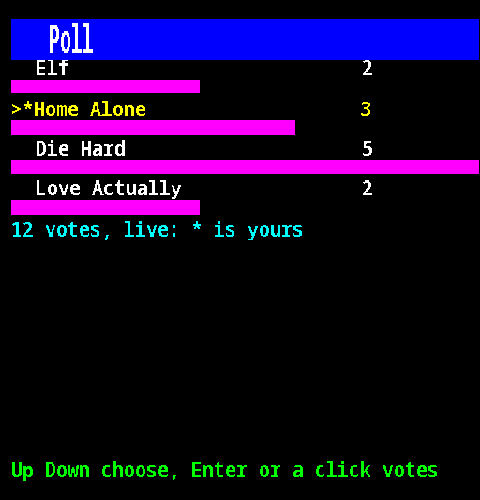 Poll
Elf 2
>*Home Alone 3
Die Hard 5
Love Actually 2
12 votes, live: * is yours
Up Down choose, Enter or a click votes